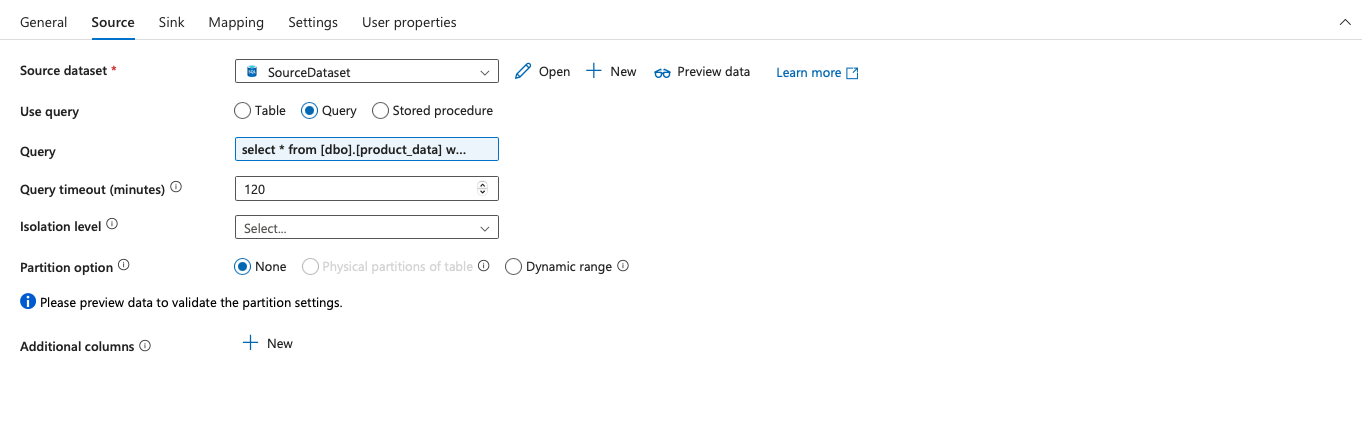 General Source Sink Mapping Settings User properties
Source dataset * SourceDataset Open New Preview data Learn more
Use query Table Query Stored procedure
Query select * from [dbo].[product_data] w...
Query timeout (minutes) 120
Isolation level Select...
Partition option None Physical partitions of table Dynamic range
Please preview data to validate the partition settings.
Additional columns New